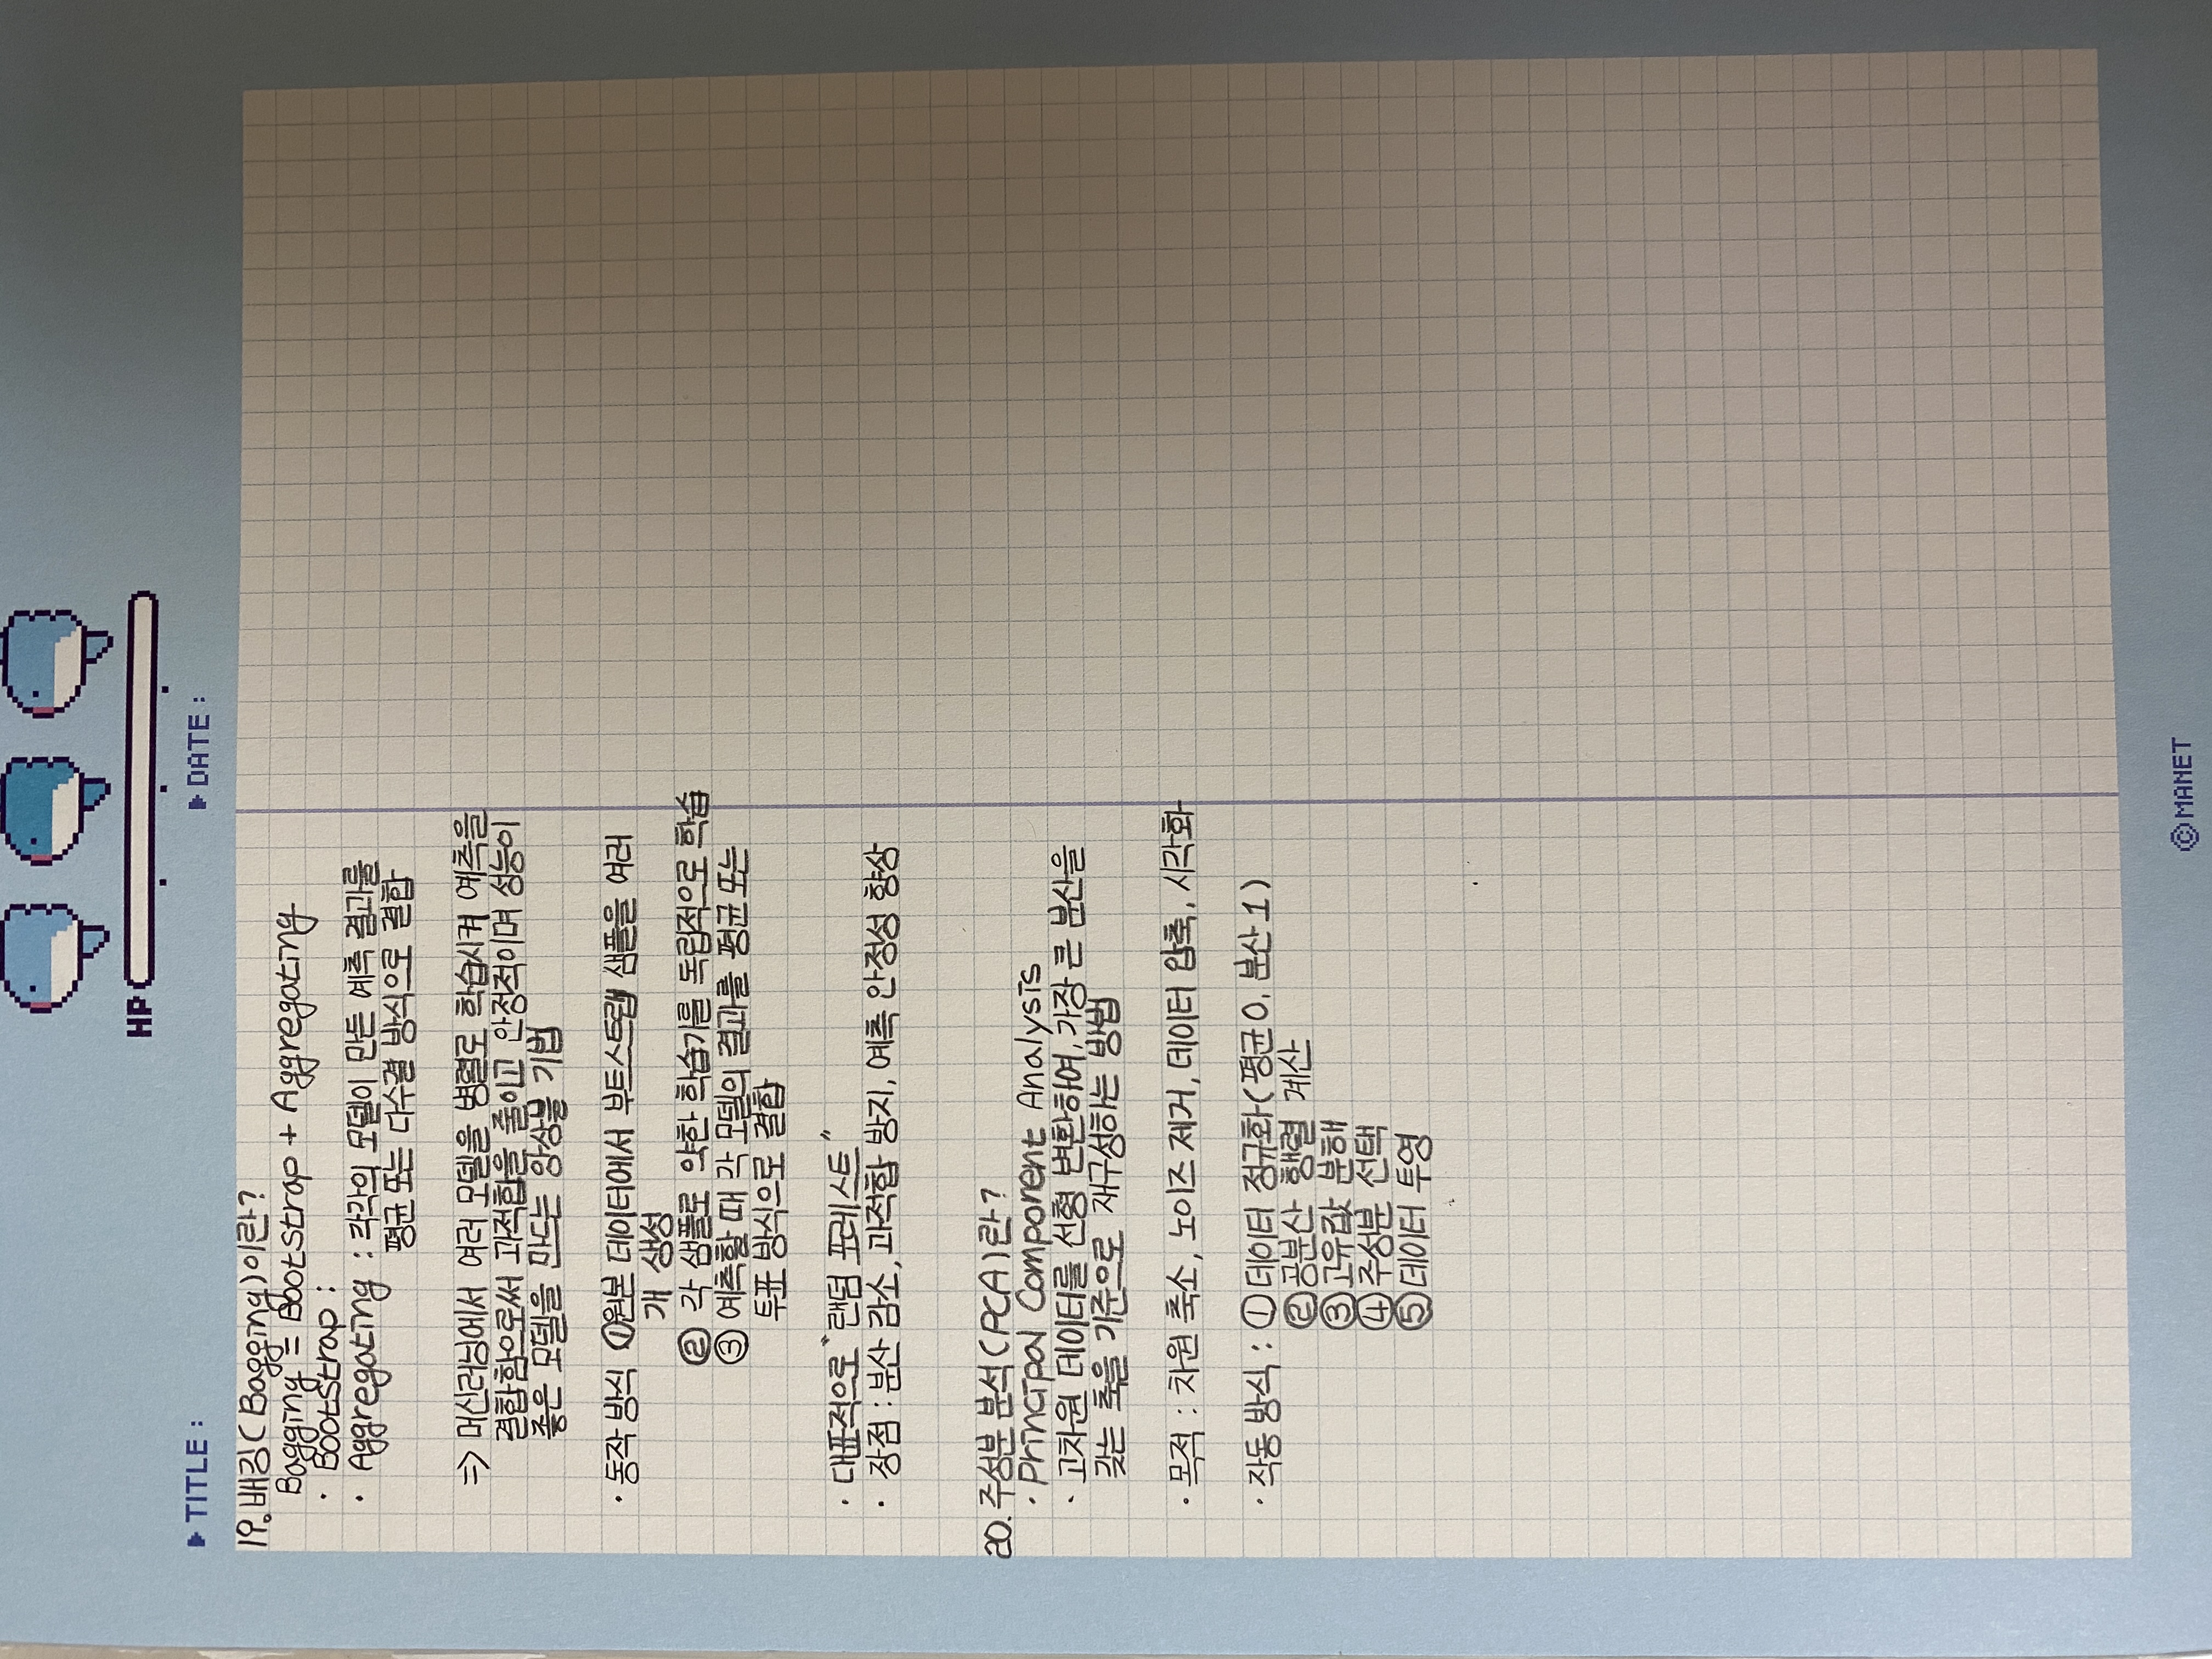 HP
TITLE :
DATE :
19. 배깅(Bagging)이란?
Bagging = Bootstrap + Aggregating
· Bootstrap :
· Aggregating : 각각의 모델이 만든 예측 결과를
평균 또는 다수결 방식으로 결합
=> 머신러닝에서 여러 모델을 병렬로 학습시켜 예측을
결합함으로써 과적합을 줄이고 안정적이며 성능이
좋은 모델을 만드는 앙상블 기법
· 동작 방식 ①원본 데이터에서 부트스트랩 샘플을 여러
개 생성
② 각 샘플로 약한 학습기를 독립적으로 학습
③ 예측할 때 각 모델의 결과를 평균 또는
투표 방식으로 결합
· 대표적으로 "랜덤 포레스트"
· 장점 : 분산 감소, 과적합 방지, 예측 안정성 향상
20. 주성분 분석(PCA)란?
· Principal Component Analysis
· 고차원 데이터를 선형 변환하여, 가장 큰 분산을
갖는 축을 기준으로 재구성하는 방법
· 목적 : 차원 축소, 노이즈 제거, 데이터 압축, 시각화
· 작동 방식 : ① 데이터 정규화(평균 0, 분산 1)
② 공분산 행렬 계산
③ 고유값 분해
④ 주성분 선택
⑤ 데이터 투영
© MANET